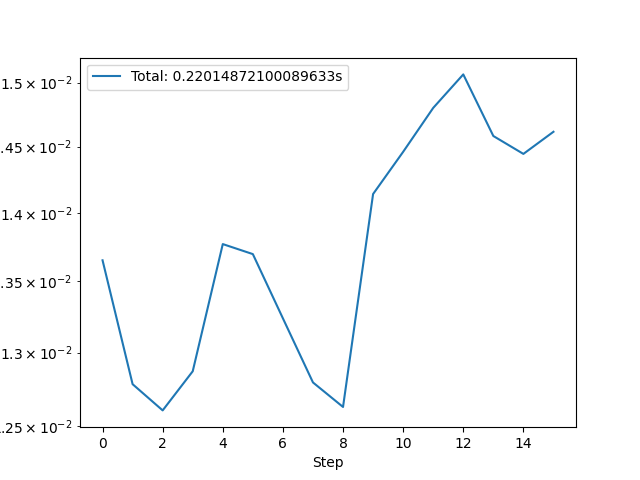 Total: 0.22014872100089633s
1.5 × 10⁻²
.45 × 10⁻²
1.4 × 10⁻²
.35 × 10⁻²
1.3 × 10⁻²
.25 × 10⁻²
0 2 4 6 8 10 12 14
Step